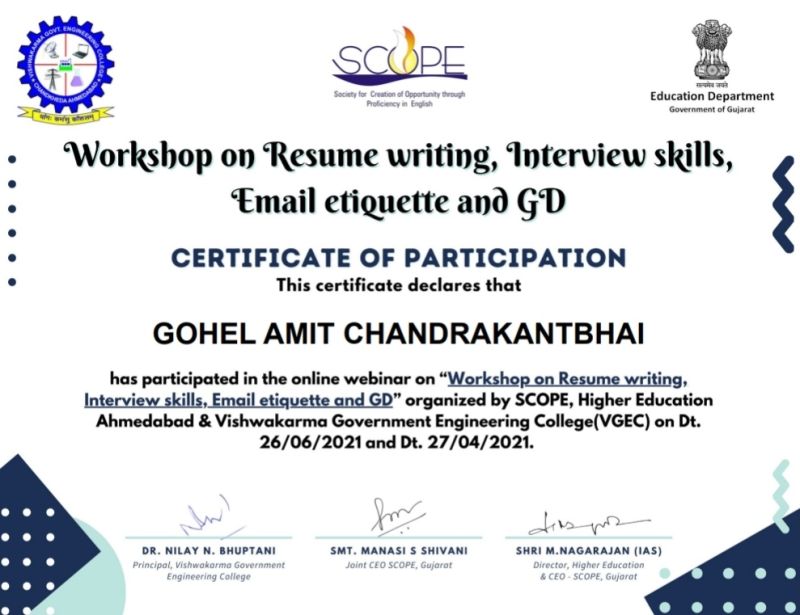 VISHWAKARMA GOVT. ENGINEERING COLLEGE
CHANDKHEDA AHMEDABAD
योगः कर्मसु कौशलम्
SCOPE
Society for Creation of Opportunity through
Proficiency in English
सत्यमेव जयते
Education Department
Government of Gujarat
Workshop on Resume writing, Interview skills,
Email etiquette and GD
CERTIFICATE OF PARTICIPATION
This certificate declares that
GOHEL AMIT CHANDRAKANTBHAI
has participated in the online webinar on “Workshop on Resume writing,
Interview skills, Email etiquette and GD” organized by SCOPE, Higher Education
Ahmedabad & Vishwakarma Government Engineering College(VGEC) on Dt.
26/06/2021 and Dt. 27/04/2021.
DR. NILAY N. BHUPTANI
Principal, Vishwakarma Government
Engineering College
SMT. MANASI S SHIVANI
Joint CEO SCOPE, Gujarat
SHRI M.NAGARAJAN (IAS)
Director, Higher Education
& CEO - SCOPE, Gujarat